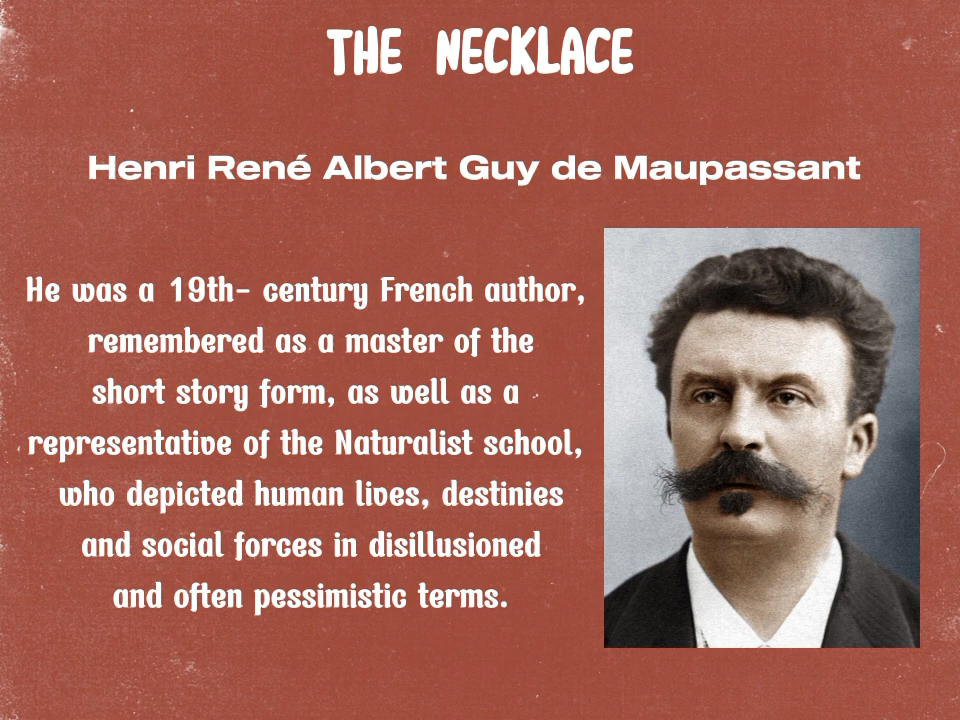 THE NECKLACE
Henri René Albert Guy de Maupassant
He was a 19th- century French author,
remembered as a master of the
short story form, as well as a
representative of the Naturalist school,
who depicted human lives, destinies
and social forces in disillusioned
and often pessimistic terms.